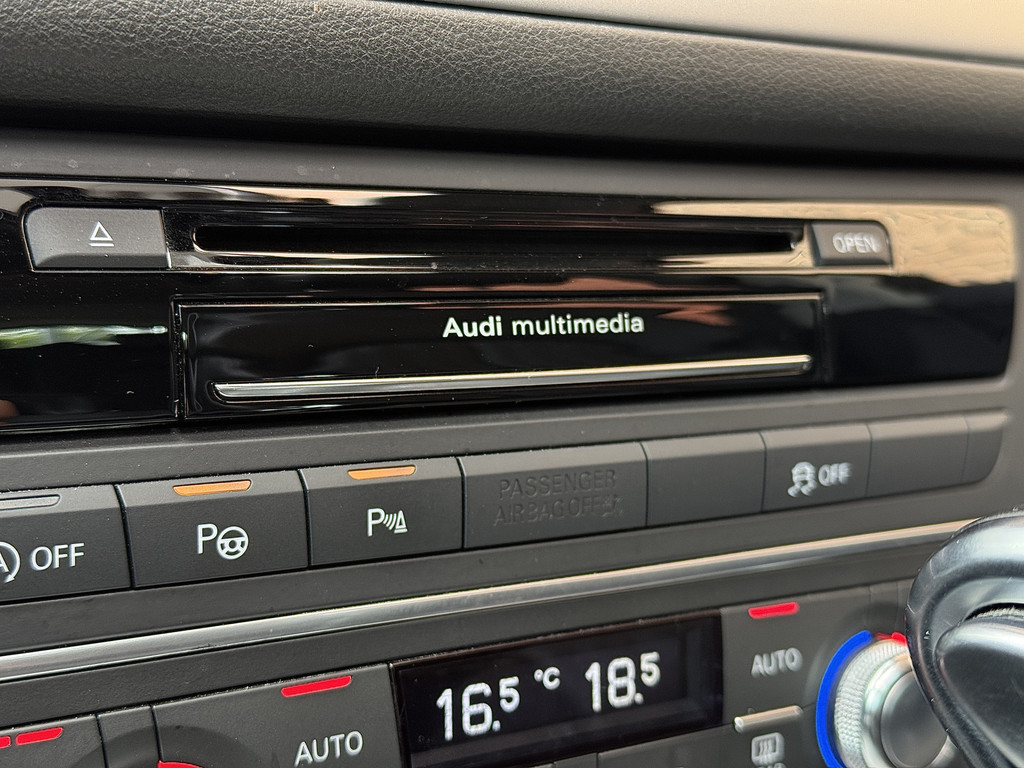 OPEN
Audi multimedia
PASSENGER
AIRBAG OFF
OFF
OFF
P
P
16.5 °C 18.5
AUTO
AUTO